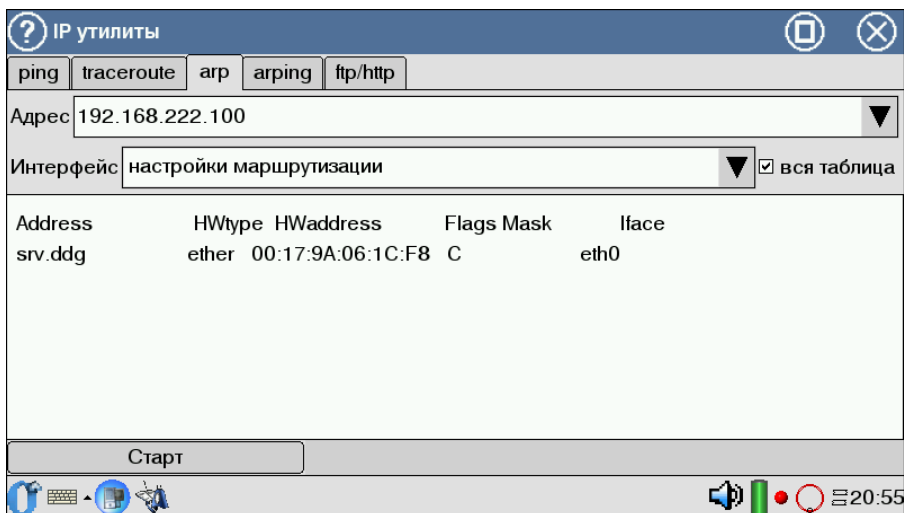 IP утилиты
ping traceroute arp arping ftp/http
Адрес 192.168.222.100
Интерфейс настройки маршрутизации вся таблица
Address HWtype HWaddress Flags Mask Iface
srv.ddg ether 00:17:9A:06:1C:F8 C eth0
Старт
20:55